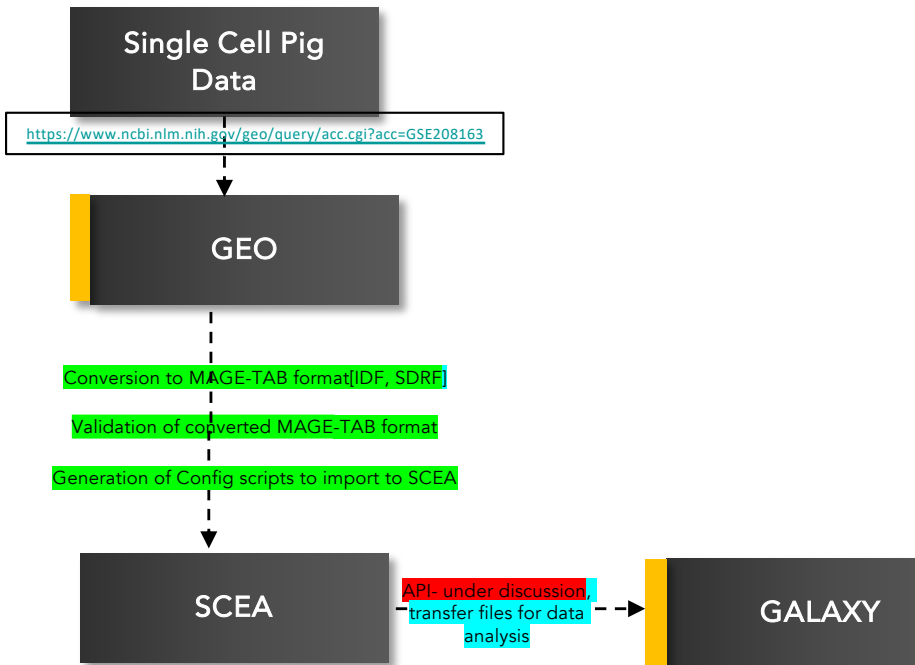 Single Cell Pig
Data
https://www.ncbi.nlm.nih.gov/geo/query/acc.cgi?acc=GSE208163
GEO
Conversion to MAGE-TAB format[IDF, SDRF]
Validation of converted MAGE-TAB format
Generation of Config scripts to import to SCEA
SCEA
API- under discussion,
transfer files for data
analysis
GALAXY